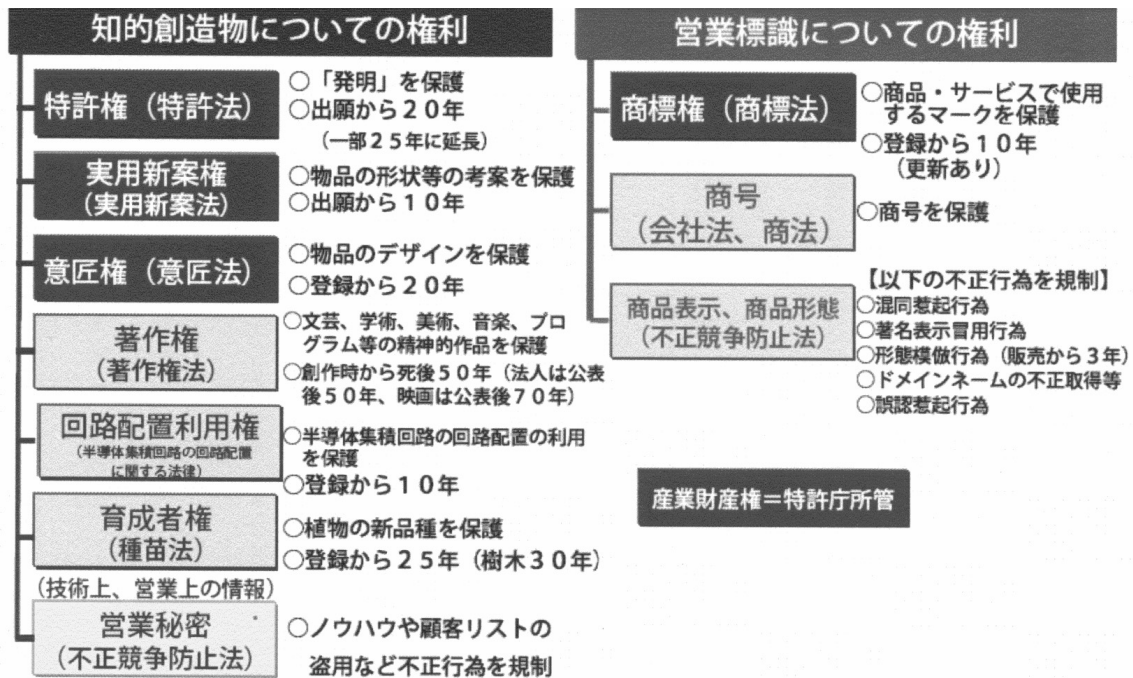 知的創造物についての権利
特許権（特許法）
○「発明」を保護
○出願から２０年
（一部２５年に延長）
実用新案権
（実用新案法）
○物品の形状等の考案を保護
○出願から１０年
意匠権（意匠法）
○物品のデザインを保護
○登録から２０年
著作権
（著作権法）
○文芸、学術、美術、音楽、プロ
グラム等の精神的作品を保護
○創作時から死後５０年（法人は公表
後５０年、映画は公表後７０年）
回路配置利用権
（半導体集積回路の回路配置
に関する法律）
○半導体集積回路の回路配置の利用
を保護
○登録から１０年
育成者権
（種苗法）
○植物の新品種を保護
○登録から２５年（樹木３０年）
（技術上、営業上の情報）
営業秘密
（不正競争防止法）
○ノウハウや顧客リストの
盗用など不正行為を規制
営業標識についての権利
商標権（商標法）
○商品・サービスで使用
するマークを保護
○登録から１０年
（更新あり）
商号
（会社法、商法）
○商号を保護
商品表示、商品形態
（不正競争防止法）
【以下の不正行為を規制】
○混同惹起行為
○著名表示冒用行為
○形態模倣行為（販売から３年）
○ドメインネームの不正取得等
○誤認惹起行為
産業財産権＝特許庁所管